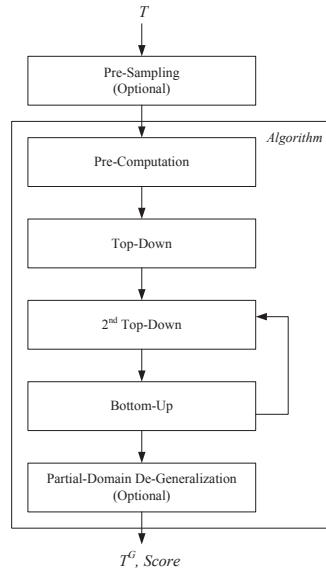 T
Pre-Sampling
(Optional)
Algorithm
Pre-Computation
Top-Down
2nd Top-Down
Bottom-Up
Partial-Domain De-Generalization
(Optional)
T^G, Score